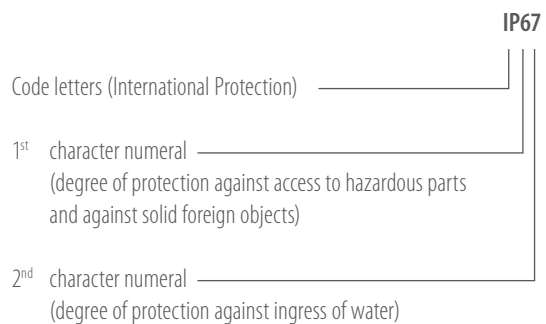 IP67
Code letters (International Protection)
1st character numeral
(degree of protection against access to hazardous parts
and against solid foreign objects)
2nd character numeral
(degree of protection against ingress of water)